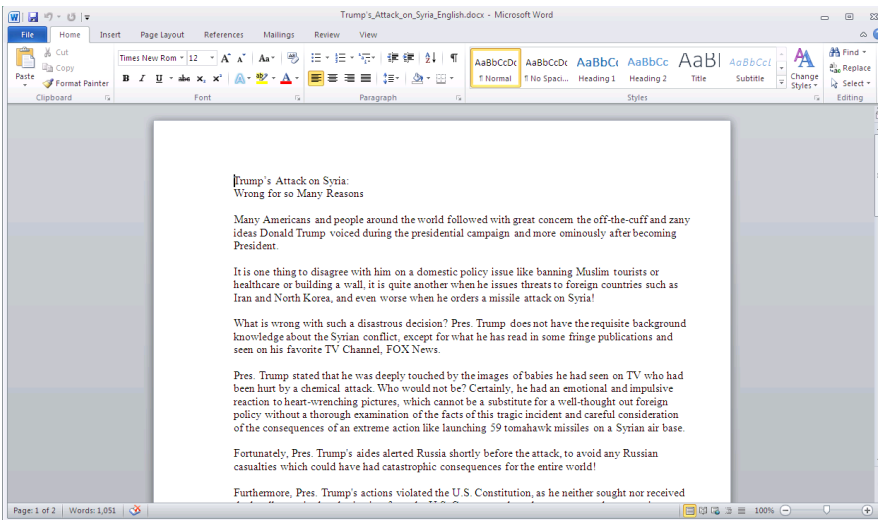 Trump's_Attack_on_Syria_English.docx - Microsoft Word
File Home Insert Page Layout References Mailings Review View
Paste
Cut
Copy
Format Painter
Clipboard
Times New Rom 12
Font
Paragraph
AaBbCcDc AaBbCcDc AaBbC( AaBbCc AaBl AaBbCcL
¶ Normal ¶ No Spaci... Heading 1 Heading 2 Title Subtitle
Change Styles
Styles
Find
Replace
Select
Editing
Trump's Attack on Syria:
Wrong for so Many Reasons
Many Americans and people around the world followed with great concern the off-the-cuff and zany
ideas Donald Trump voiced during the presidential campaign and more ominously after becoming
President.
It is one thing to disagree with him on a domestic policy issue like banning Muslim tourists or
healthcare or building a wall, it is quite another when he issues threats to foreign countries such as
Iran and North Korea, and even worse when he orders a missile attack on Syria!
What is wrong with such a disastrous decision? Pres. Trump does not have the requisite background
knowledge about the Syrian conflict, except for what he has read in some fringe publications and
seen on his favorite TV Channel, FOX News.
Pres. Trump stated that he was deeply touched by the images of babies he had seen on TV who had
been hurt by a chemical attack. Who would not be? Certainly, he had an emotional and impulsive
reaction to heart-wrenching pictures, which cannot be a substitute for a well-thought out foreign
policy without a thorough examination of the facts of this tragic incident and careful consideration
of the consequences of an extreme action like launching 59 tomahawk missiles on a Syrian air base.
Fortunately, Pres. Trump's aides alerted Russia shortly before the attack, to avoid any Russian
casualties which could have had catastrophic consequences for the entire world!
Furthermore, Pres. Trump's actions violated the U.S. Constitution, as he neither sought nor received
Page: 1 of 2 Words: 1,051 100%